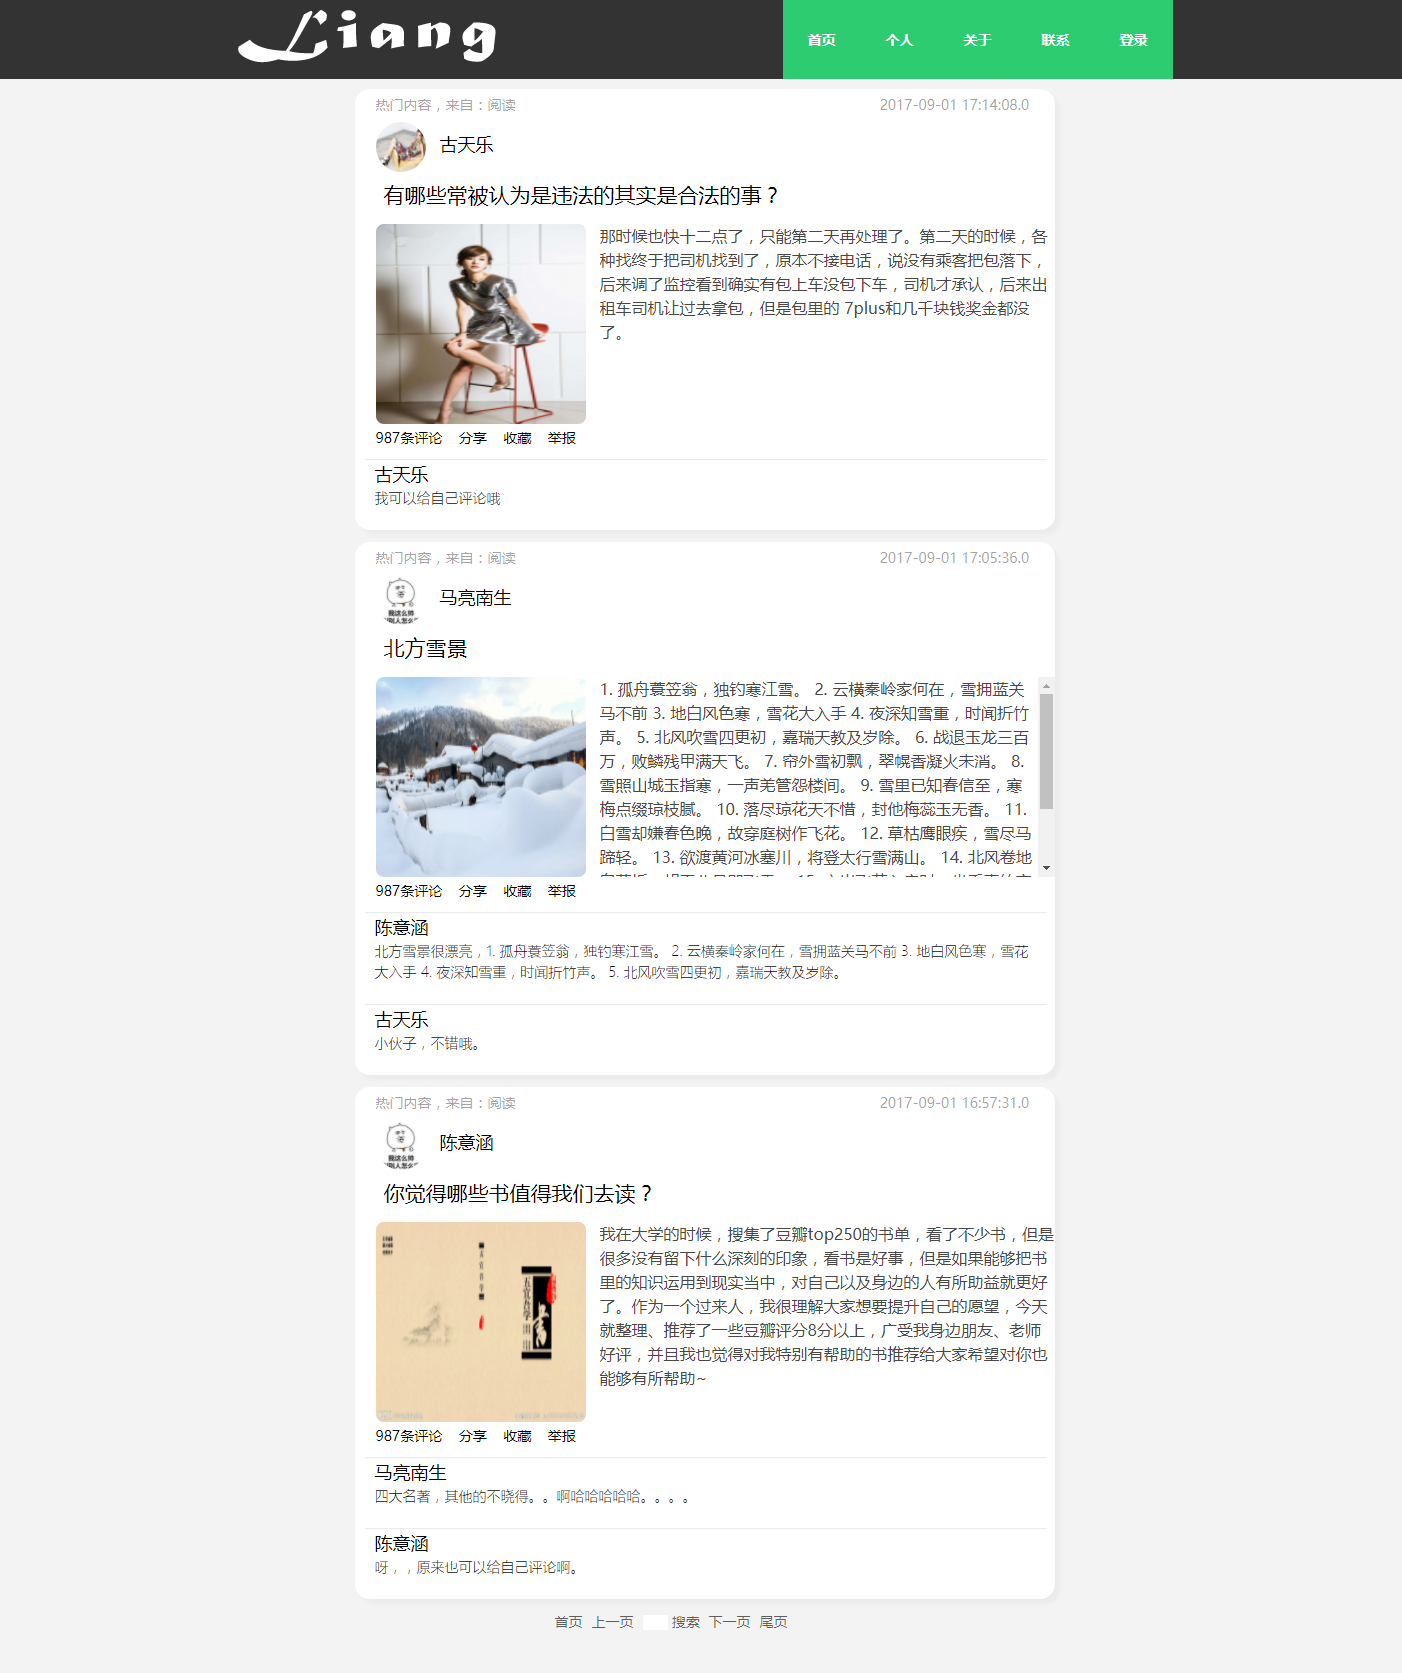 Liang
首页 个人 关于 联系 登录
热门内容，来自：阅读 2017-09-01 17:14:08.0
古天乐
有哪些常被认为是违法的其实是合法的事？
那时候也快十二点了，只能第二天再处理了。第二天的时候，各
种找终于把司机找到了，原本不接电话，说没有乘客把包落下，
后来调了监控看到确实有包上车没包下车，司机才承认，后来出
租车司机让过去拿包，但是包里的 7plus和几千块钱奖金都没
了。
987条评论 分享 收藏 举报
古天乐
我可以给自己评论哦
热门内容，来自：阅读 2017-09-01 17:05:36.0
马亮南生
北方雪景
1. 孤舟蓑笠翁，独钓寒江雪。 2. 云横秦岭家何在，雪拥蓝关
马不前 3. 地白风色寒，雪花大入手 4. 夜深知雪重，时闻折竹
声。 5. 北风吹雪四更初，嘉瑞天教及岁除。 6. 战退玉龙三百
万，败鳞残甲满天飞。 7. 帘外雪初飘，翠幌香凝火未消。 8.
雪照山城玉指寒，一声羌管怨楼间。 9. 雪里已知春信至，寒
梅点缀琼枝腻。 10. 落尽琼花天不惜，封他梅蕊玉无香。 11.
白雪却嫌春色晚，故穿庭树作飞花。 12. 草枯鹰眼疾，雪尽马
蹄轻。 13. 欲渡黄河冰塞川，将登太行雪满山。 14. 北风卷地
987条评论 分享 收藏 举报
陈意涵
北方雪景很漂亮，1. 孤舟蓑笠翁，独钓寒江雪。 2. 云横秦岭家何在，雪拥蓝关马不前 3. 地白风色寒，雪花
大入手 4. 夜深知雪重，时闻折竹声。 5. 北风吹雪四更初，嘉瑞天教及岁除。
古天乐
小伙子，不错哦。
热门内容，来自：阅读 2017-09-01 16:57:31.0
陈意涵
你觉得哪些书值得我们去读？
我在大学的时候，搜集了豆瓣top250的书单，看了不少书，但是
很多没有留下什么深刻的印象，看书是好事，但是如果能够把书
里的知识运用到现实当中，对自己以及身边的人有所助益就更好
了。作为一个过来人，我很理解大家想要提升自己的愿望，今天
就整理、推荐了一些豆瓣评分8分以上，广受我身边朋友、老师
好评，并且我也觉得对我特别有帮助的书推荐给大家希望对你也
能够有所帮助~
987条评论 分享 收藏 举报
马亮南生
四大名著，其他的不晓得。。啊哈哈哈哈哈。。。。
陈意涵
呀，，原来也可以给自己评论啊。
首页 上一页 搜索 下一页 尾页